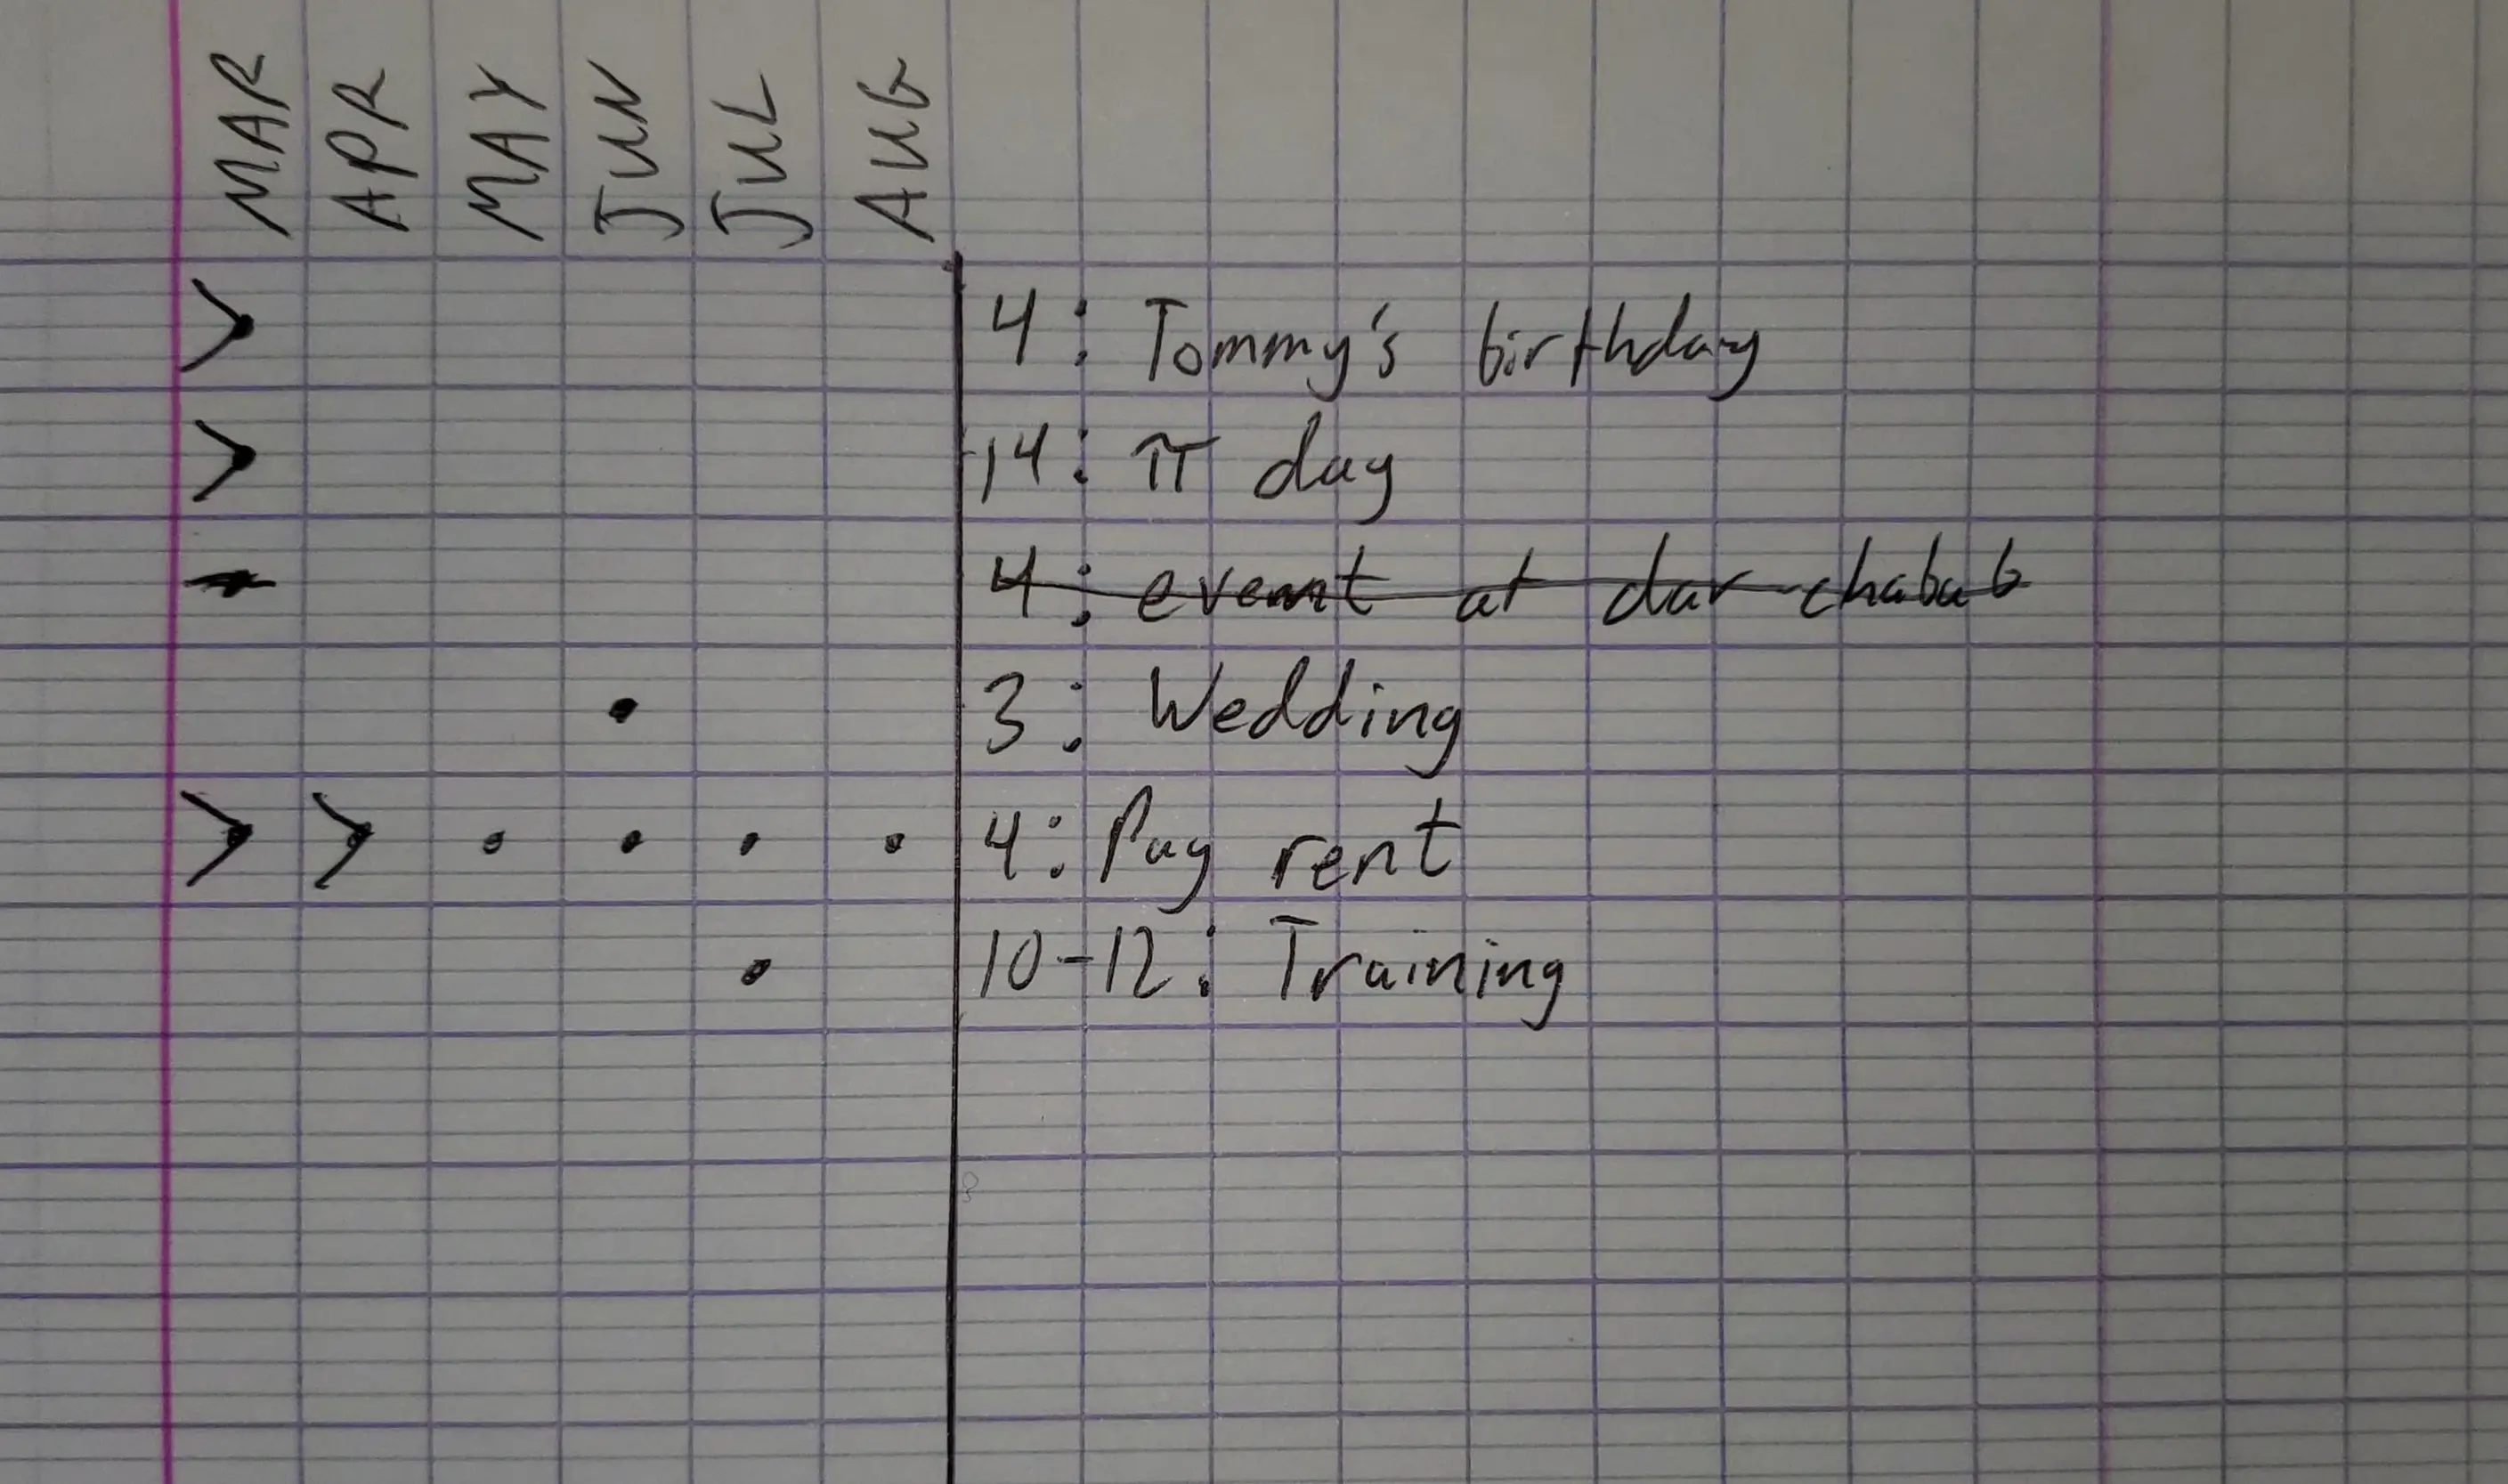 MAR APR MAY JUN JUL AUG
> 4: Tommy's birthday
> 14: π day
4: event at dar chabab
• 3: Wedding
> > • • • • 4: Pay rent
• 10-12: Training